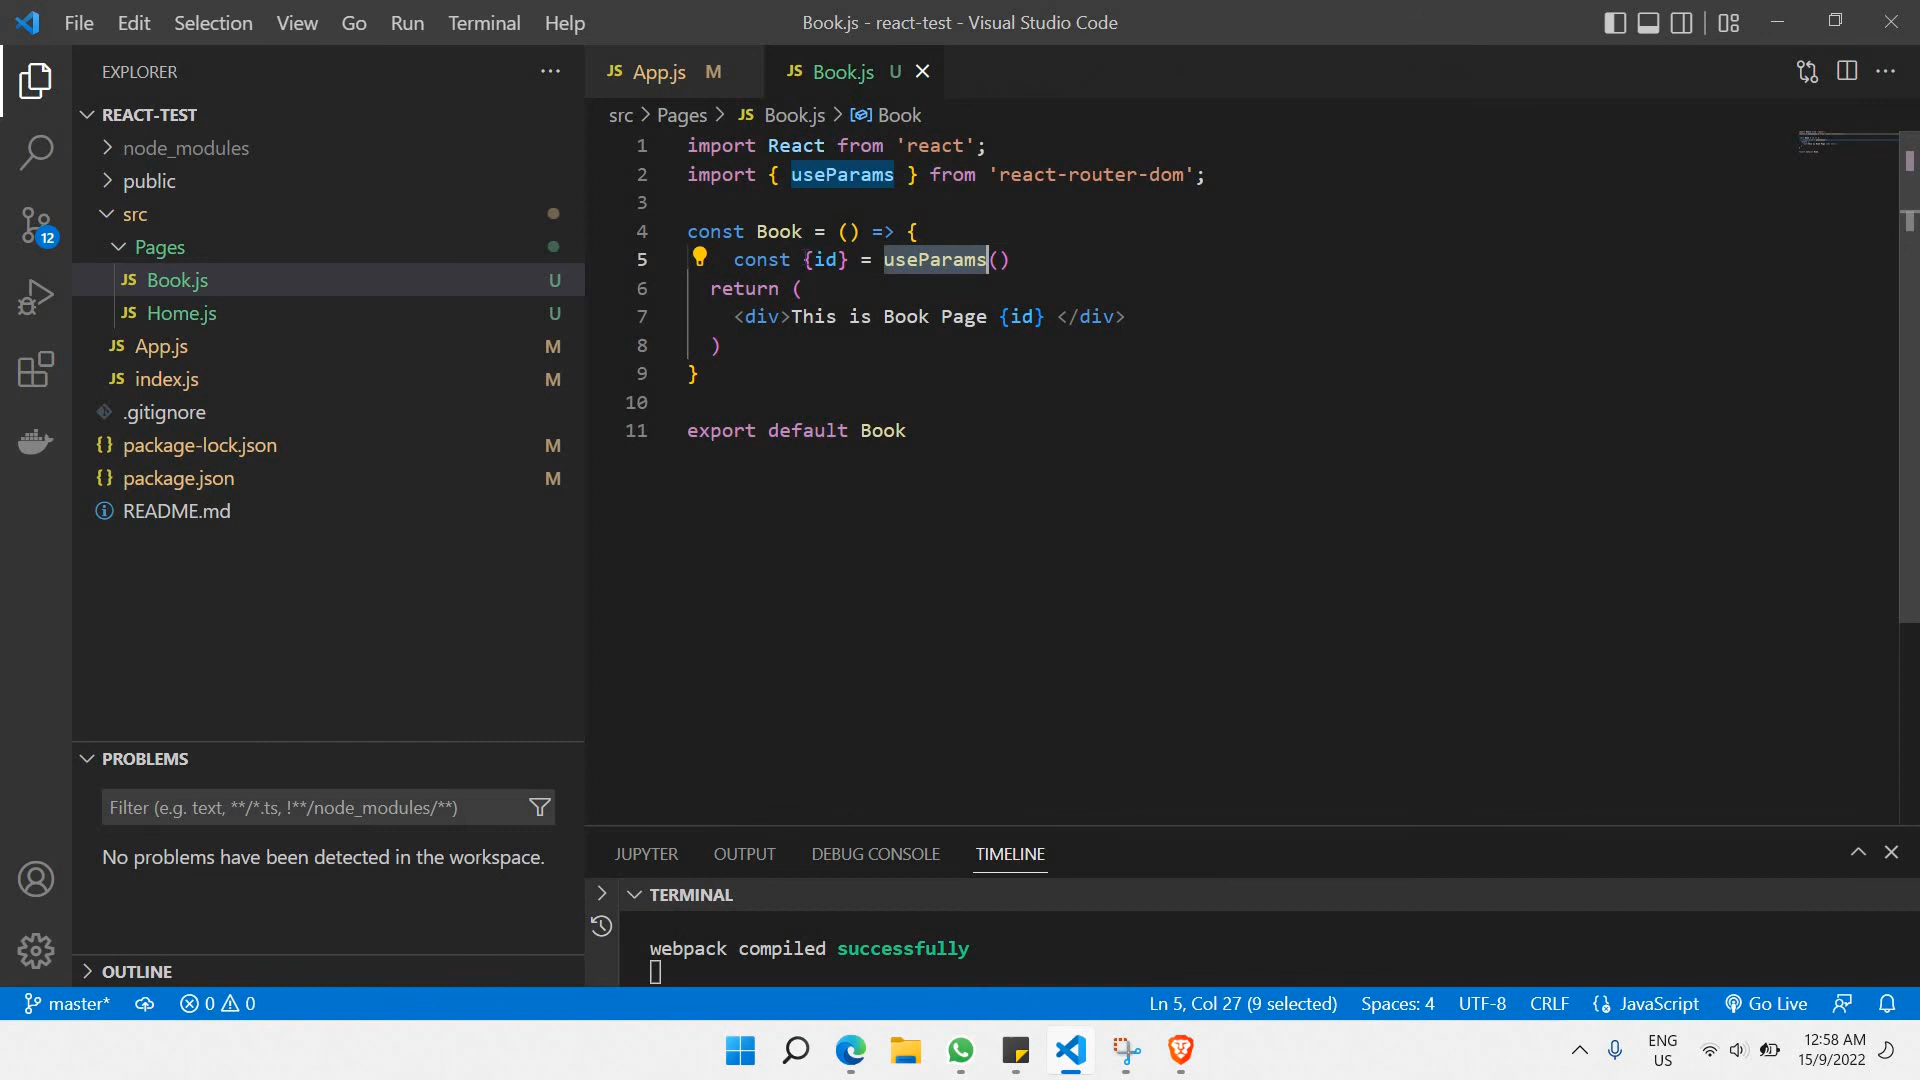 File Edit Selection View Go Run Terminal Help
Book.js - react-test - Visual Studio Code
EXPLORER
REACT-TEST
node_modules
public
src
Pages
JS Book.js U
JS Home.js U
JS App.js M
JS index.js M
.gitignore
{} package-lock.json M
{} package.json M
README.md
PROBLEMS
Filter (e.g. text, **/*.ts, !**/node_modules/**)
No problems have been detected in the workspace.
OUTLINE
12
JS App.js M
JS Book.js U
src > Pages > JS Book.js > Book
1 import React from 'react';
2 import { useParams } from 'react-router-dom';
3
4 const Book = () => {
5 const {id} = useParams()
6 return (
7 <div>This is Book Page {id} </div>
8 )
9 }
10
11 export default Book
JUPYTER OUTPUT DEBUG CONSOLE TIMELINE
TERMINAL
webpack compiled successfully
master* 0 0
Ln 5, Col 27 (9 selected) Spaces: 4 UTF-8 CRLF JavaScript Go Live
ENG
US
12:58 AM
15/9/2022